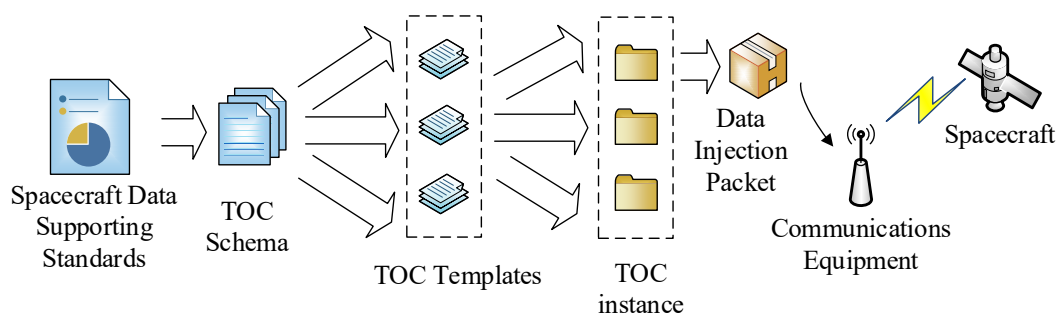 Spacecraft Data
Supporting
Standards
TOC
Schema
TOC Templates
TOC
instance
Data
Injection
Packet
Communications
Equipment
Spacecraft